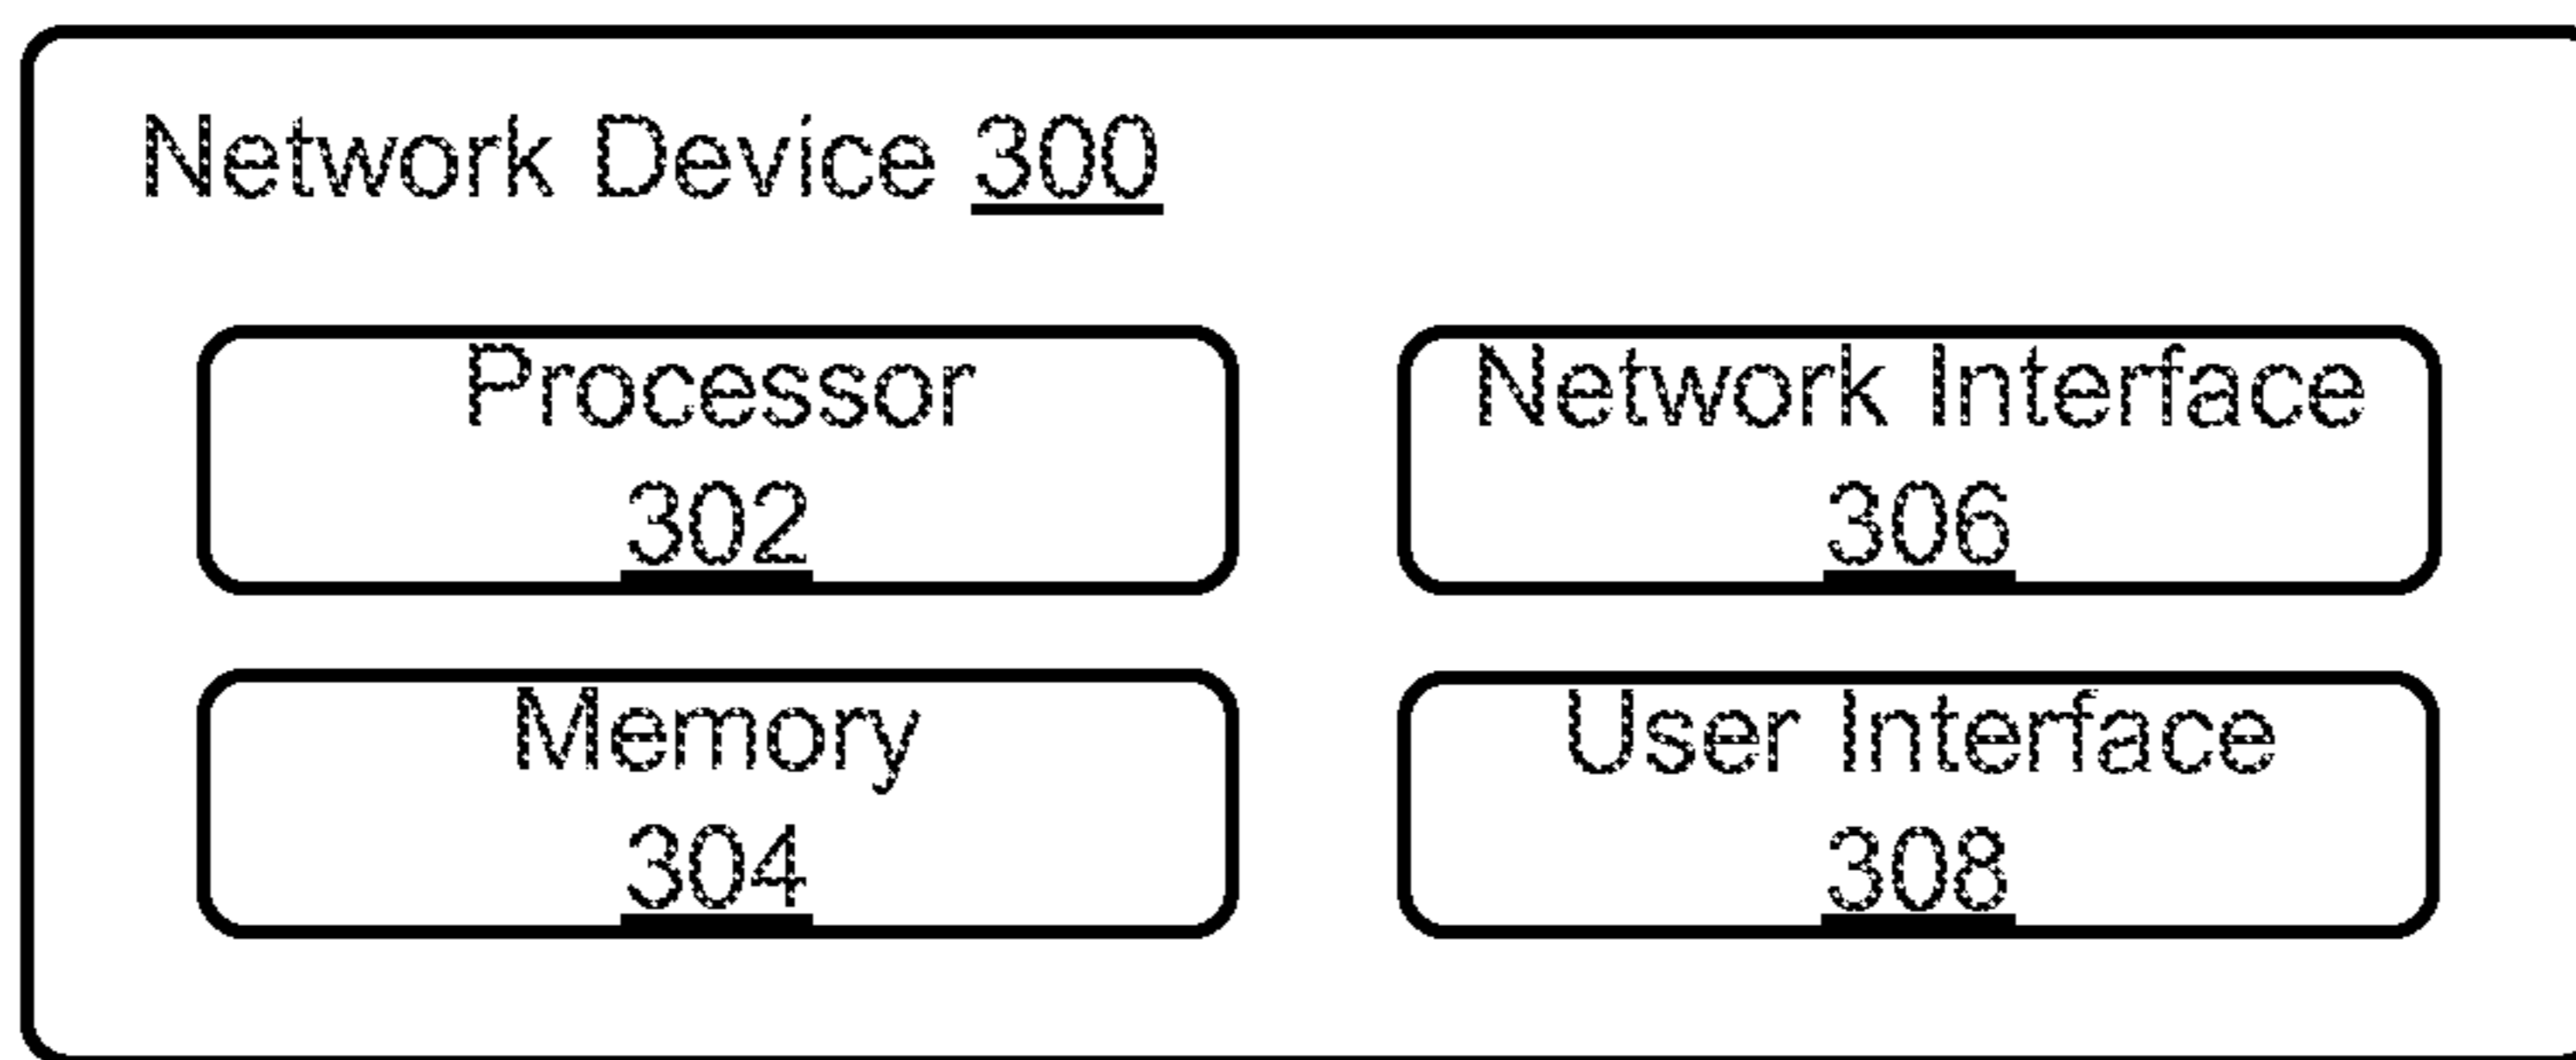 Network Device 300
Processor
302
Network Interface
306
Memory
304
User Interface
308